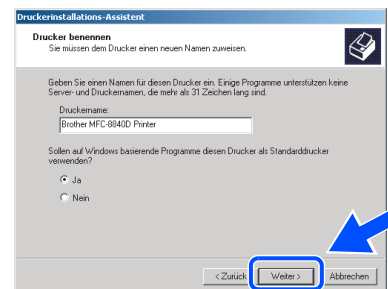 Druckerinstallations-Assistent
Drucker benennen
Sie müssen dem Drucker einen neuen Namen zuweisen.
Geben Sie einen Namen für diesen Drucker ein. Einige Programme unterstützen keine
Server- und Druckernamen, die mehr als 31 Zeichen lang sind.
Druckername:
Brother MFC-8840D Printer
Sollen auf Windows basierende Programme diesen Drucker als Standarddrucker
verwenden?
Ja
Nein
< Zurück Weiter > Abbrechen